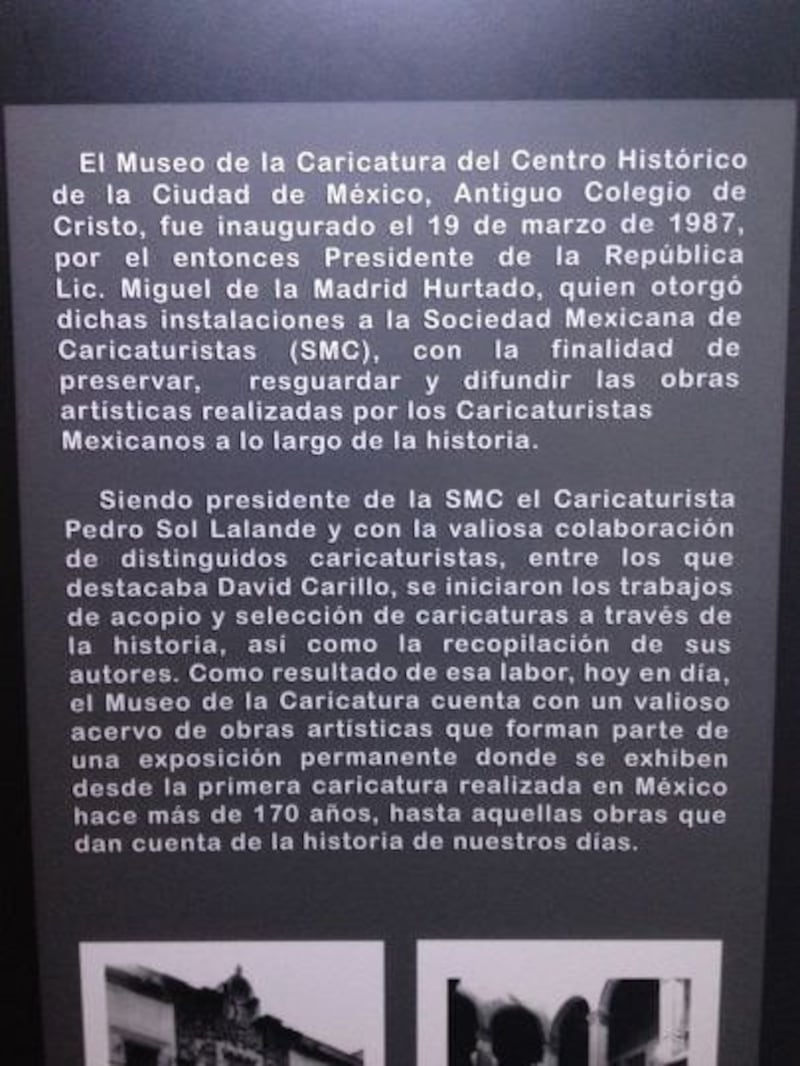 El Museo de la Caricatura del Centro Histórico
de la Ciudad de México, Antiguo Colegio de
Cristo, fue inaugurado el 19 de marzo de 1987,
por el entonces Presidente de la República
Lic. Miguel de la Madrid Hurtado, quien otorgó
dichas instalaciones a la Sociedad Mexicana de
Caricaturistas (SMC), con la finalidad de
preservar, resguardar y difundir las obras
artísticas realizadas por los Caricaturistas
Mexicanos a lo largo de la historia.
Siendo presidente de la SMC el Caricaturista
Pedro Sol Lalande y con la valiosa colaboración
de distinguidos caricaturistas, entre los que
destacaba David Carillo, se iniciaron los trabajos
de acopio y selección de caricaturas a través de
la historia, así como la recopilación de sus
autores. Como resultado de esa labor, hoy en día,
el Museo de la Caricatura cuenta con un valioso
acervo de obras artísticas que forman parte de
una exposición permanente donde se exhiben
desde la primera caricatura realizada en México
hace más de 170 años, hasta aquellas obras que
dan cuenta de la historia de nuestros días.